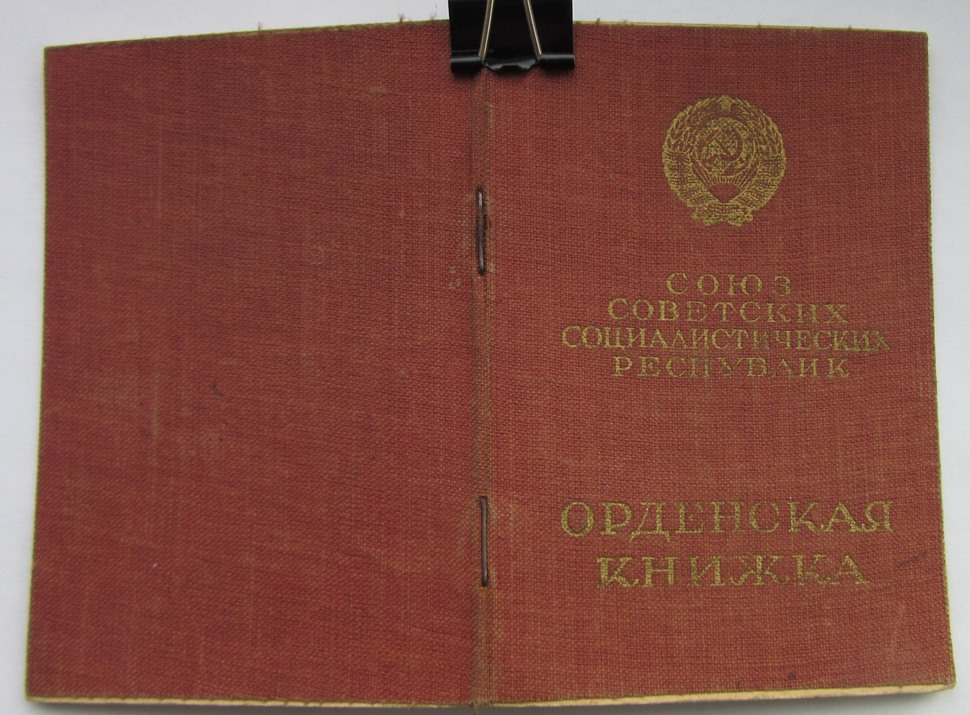 СОЮЗ
СОВЕТСКИХ
СОЦИАЛИСТИЧЕСКИХ
РЕСПУБЛИК
ОРДЕНСКАЯ
КНИЖКА